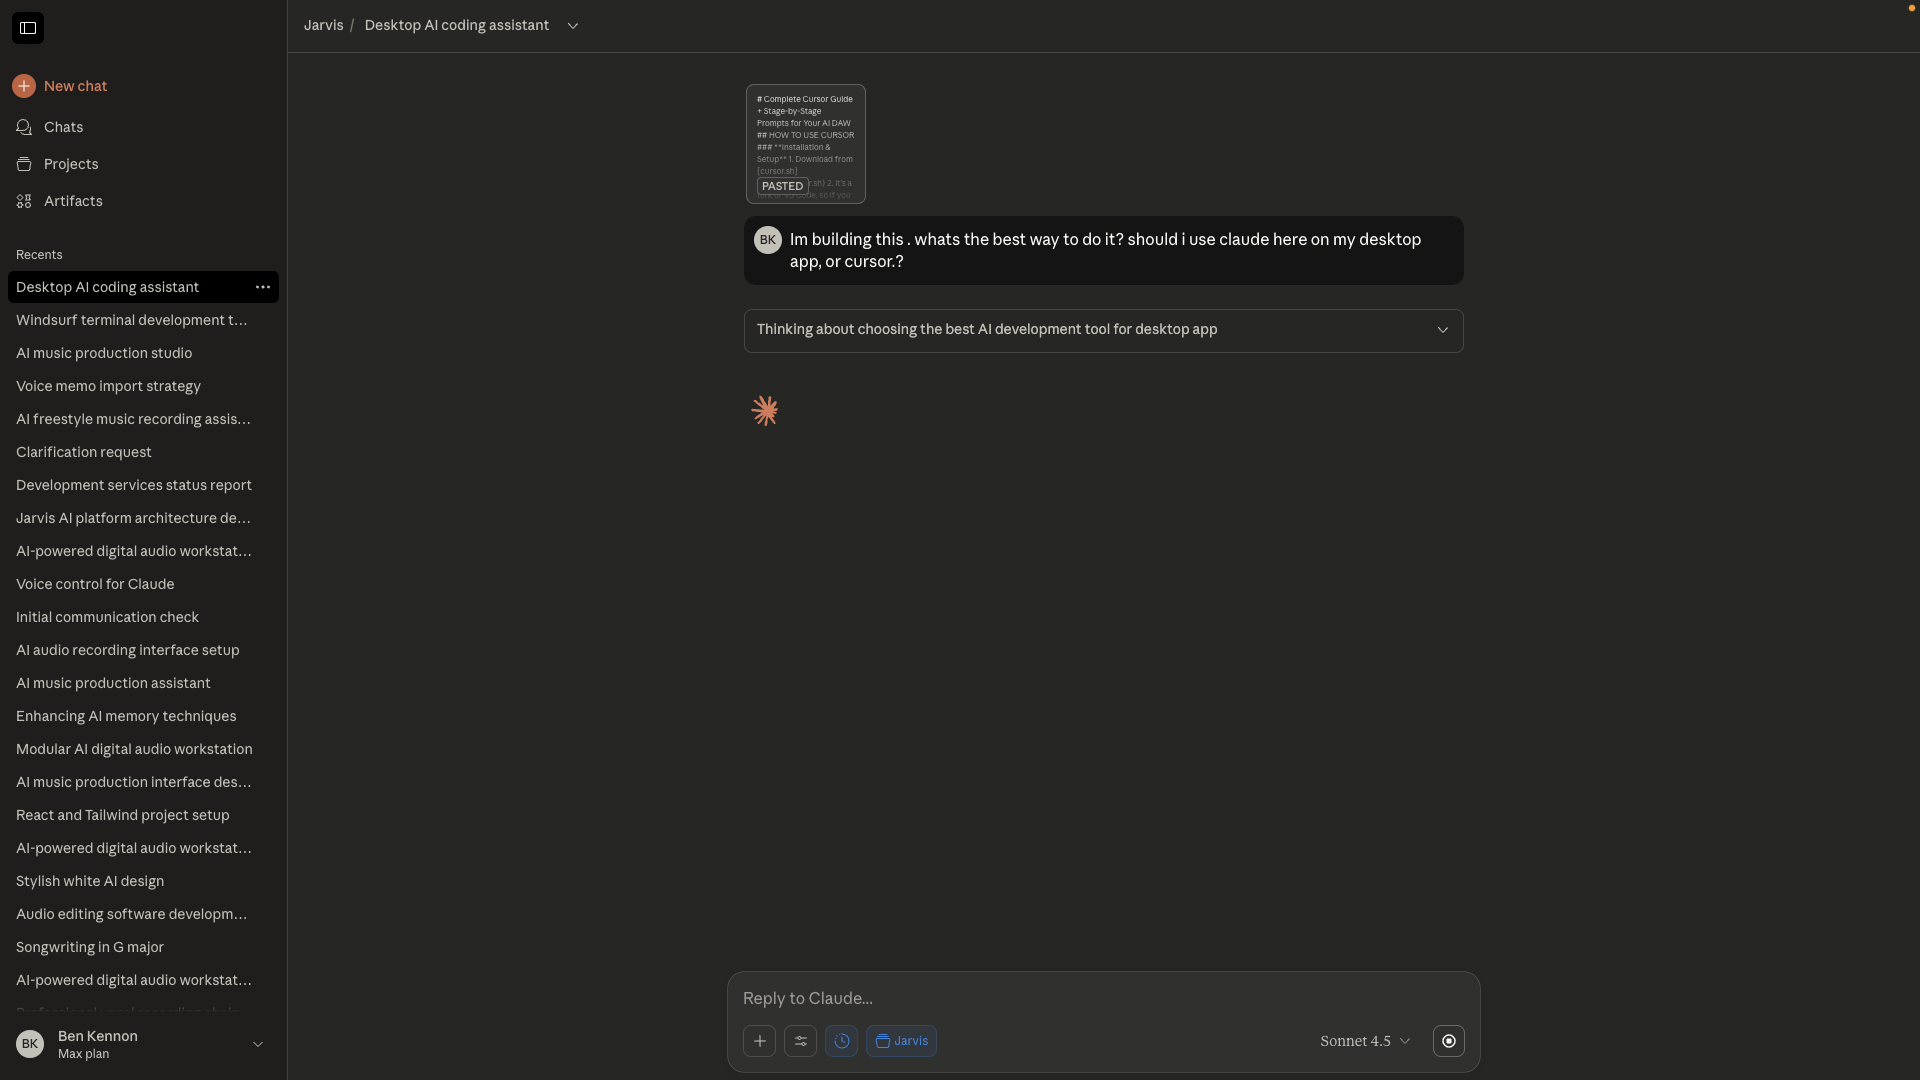 Jarvis / Desktop AI coding assistant
New chat
Chats
Projects
Artifacts
Recents
Desktop AI coding assistant
Windsurf terminal development t...
AI music production studio
Voice memo import strategy
AI freestyle music recording assis...
Clarification request
Development services status report
Jarvis AI platform architecture de...
AI-powered digital audio workstat...
Voice control for Claude
Initial communication check
AI audio recording interface setup
AI music production assistant
Enhancing AI memory techniques
Modular AI digital audio workstation
AI music production interface des...
React and Tailwind project setup
AI-powered digital audio workstat...
Stylish white AI design
Audio editing software developm...
Songwriting in G major
AI-powered digital audio workstat...
BK
Ben Kennon
Max plan
# Complete Cursor Guide
+ Stage-by-Stage
Prompts for Your AI DAW
## HOW TO USE CURSOR
### **Installation &
Setup** 1. Download from
[cursor.sh]
r.sh) 2. It's a
PASTED
so if you
BK
Im building this . whats the best way to do it? should i use claude here on my desktop
app, or cursor.?
Thinking about choosing the best AI development tool for desktop app
Reply to Claude...
Jarvis
Sonnet 4.5